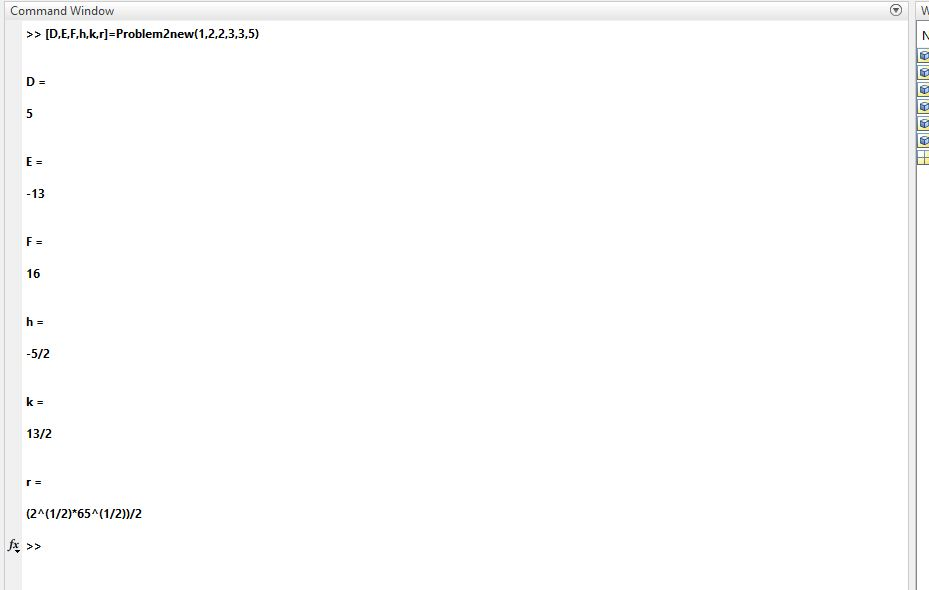 Command Window
>> [D,E,F,h,k,r]=Problem2new(1,2,2,3,3,5)
D =
5
E =
-13
F =
16
h =
-5/2
k =
13/2
r =
(2^(1/2)*65^(1/2))/2
fx >>